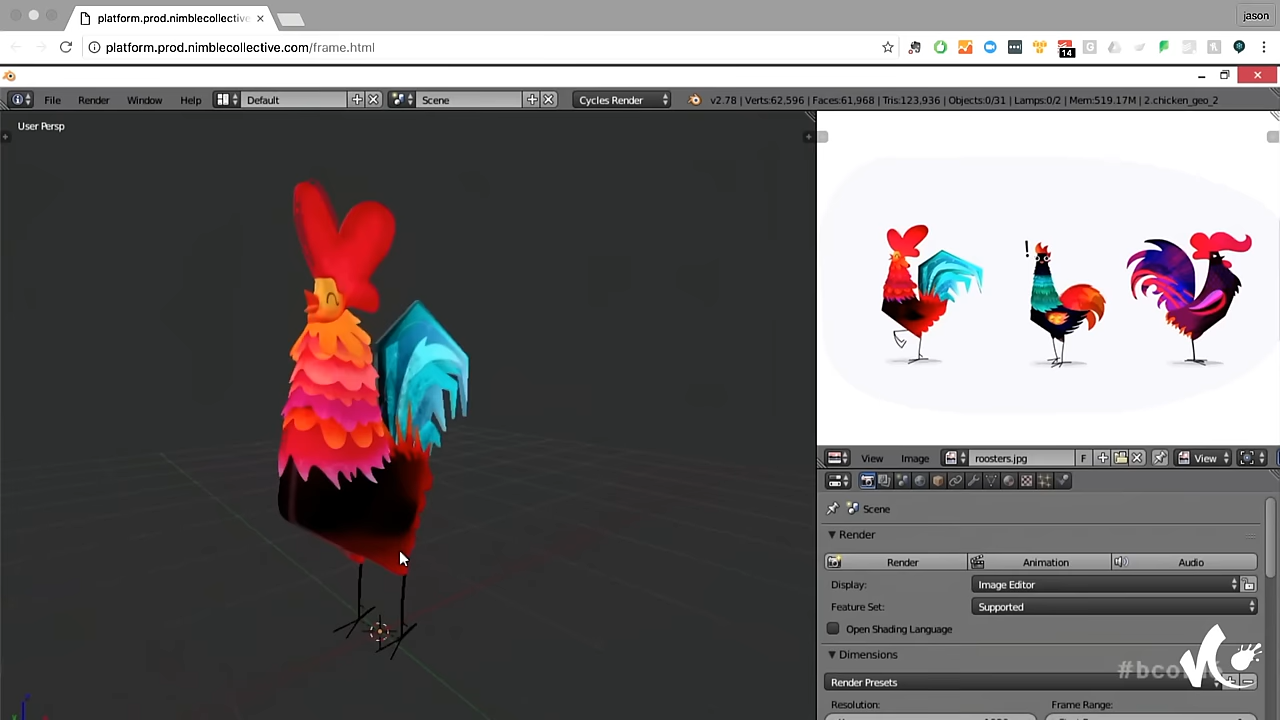 platform.prod.nimblecollective
jason
platform.prod.nimblecollective.com/frame.html
14
File Render Window Help Default Scene Cycles Render v2.78 | Verts:62,596 | Faces:61,968 | Tris:123,936 | Objects:0/31 | Lamps:0/2 | Mem:519.17M | 2.chicken_geo_2
User Persp
!
View Image roosters.jpg F View
Scene
Render
Render Animation Audio
Display: Image Editor
Feature Set: Supported
Open Shading Language
Dimensions
Render Presets
Resolution: Frame Range: